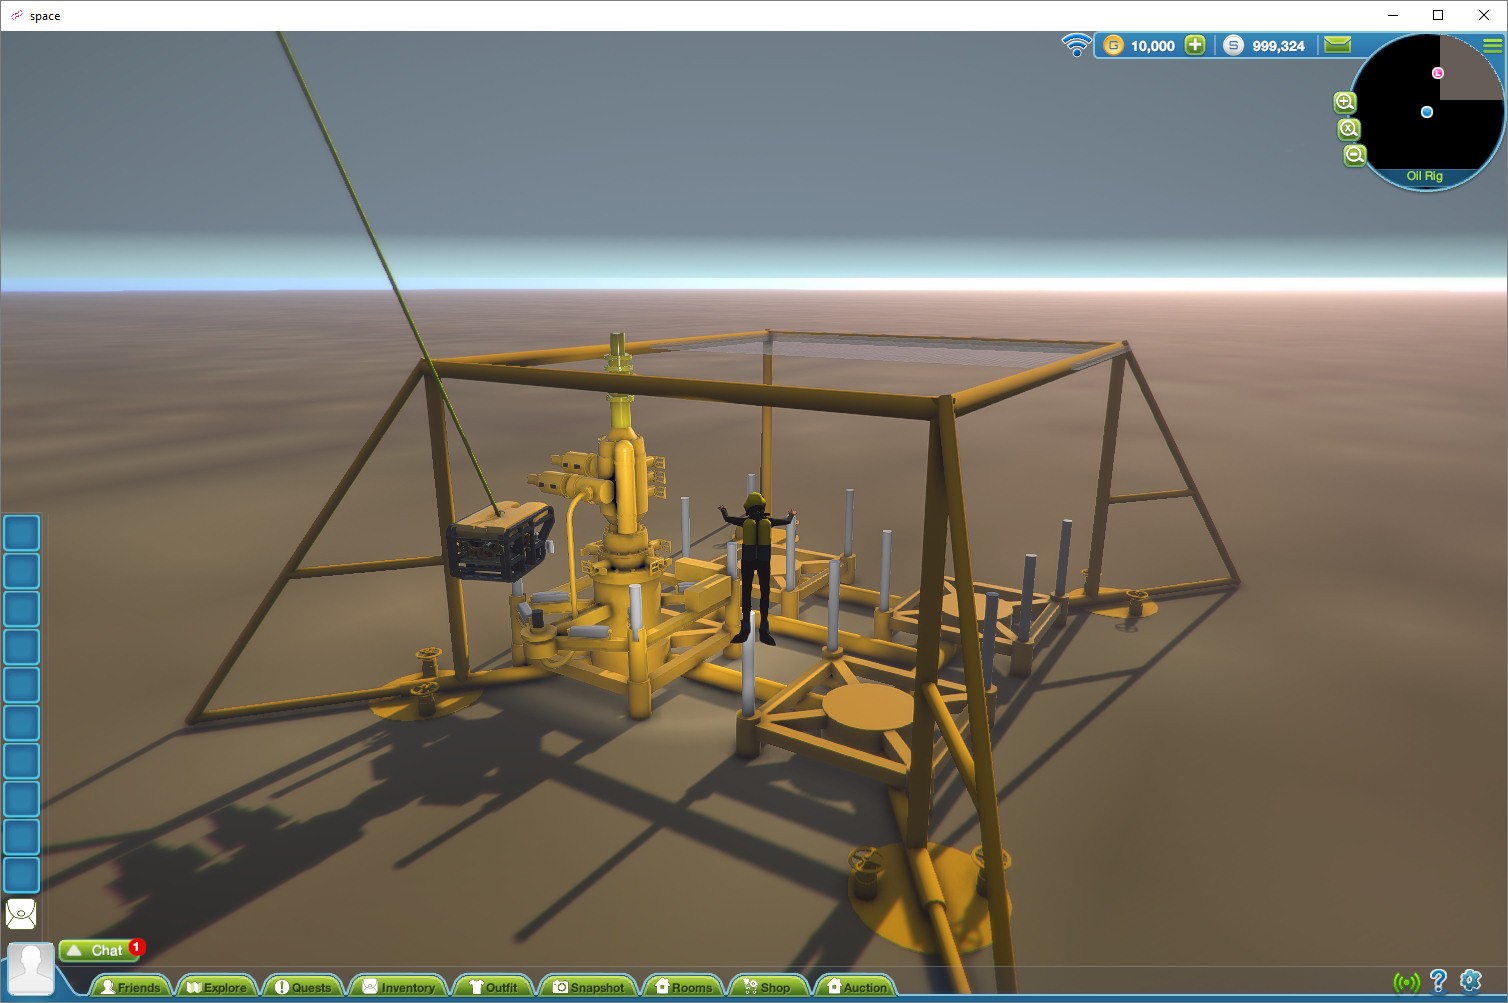 space
G 10,000 S 999,324
L
Oil Rig
Chat 1
Friends Explore Quests Inventory Outfit Snapshot Rooms Shop Auction